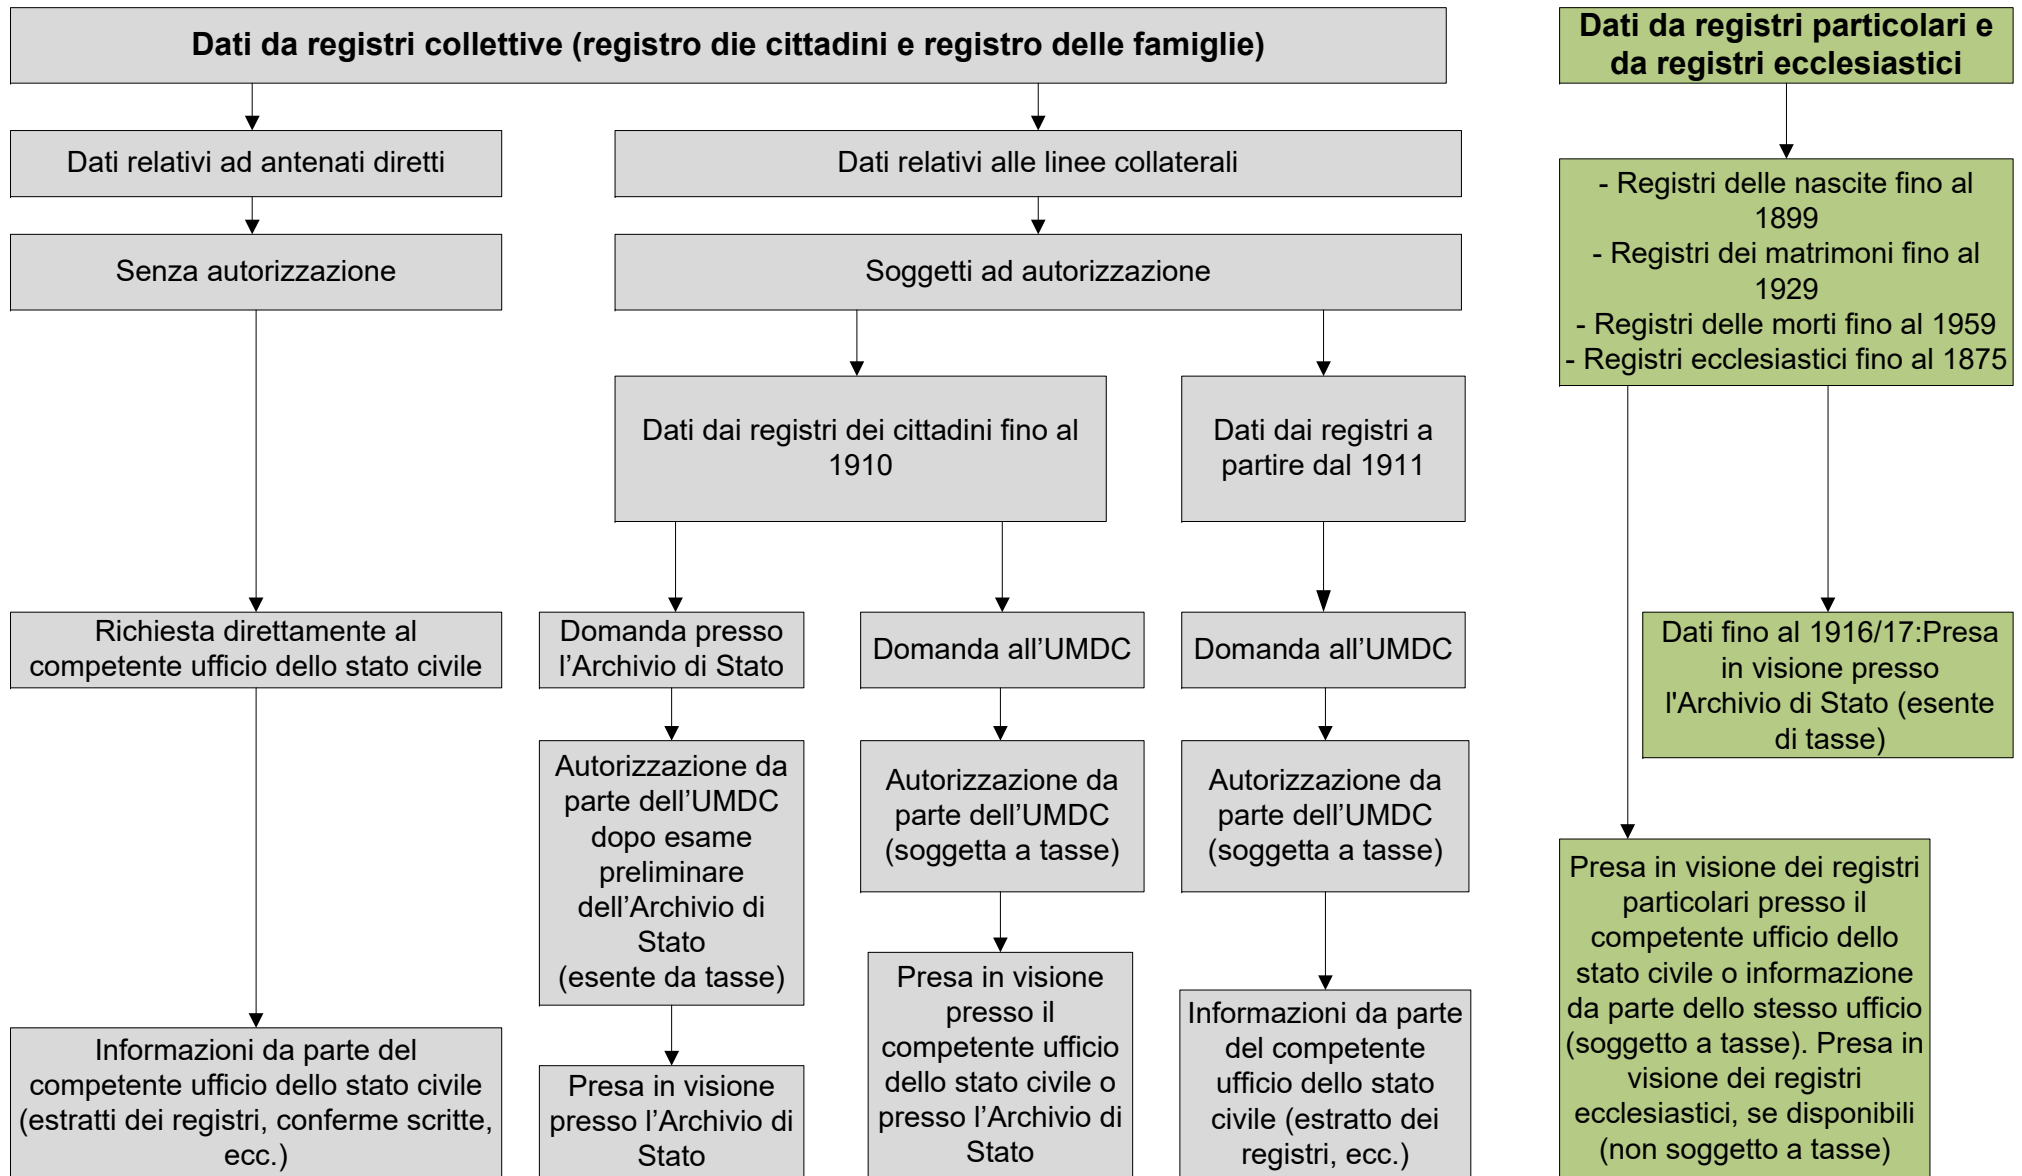 Dati da registri collettive (registro die cittadini e registro delle famiglie)
Dati da registri particolari e
da registri ecclesiastici
Dati relativi ad antenati diretti
Dati relativi alle linee collaterali
- Registri delle nascite fino al
1899
- Registri dei matrimoni fino al
1929
- Registri delle morti fino al 1959
- Registri ecclesiastici fino al 1875
Senza autorizzazione
Soggetti ad autorizzazione
Dati dai registri dei cittadini fino al
1910
Dati dai registri a
partire dal 1911
Richiesta direttamente al
competente ufficio dello stato civile
Domanda presso
l’Archivio di Stato
Domanda all’UMDC
Domanda all’UMDC
Dati fino al 1916/17:Presa
in visione presso
l'Archivio di Stato (esente
di tasse)
Autorizzazione da
parte dell’UMDC
dopo esame
preliminare
dell’Archivio di
Stato
(esente da tasse)
Autorizzazione da
parte dell’UMDC
(soggetta a tasse)
Autorizzazione da
parte dell’UMDC
(soggetta a tasse)
Presa in visione dei registri
particolari presso il
competente ufficio dello
stato civile o informazione
da parte dello stesso ufficio
(soggetto a tasse). Presa in
visione dei registri
ecclesiastici, se disponibili
(non soggetto a tasse)
Informazioni da parte del
competente ufficio dello stato civile
(estratti dei registri, conferme scritte,
ecc.)
Presa in visione
presso l’Archivio di
Stato
Presa in visione
presso il
competente ufficio
dello stato civile o
presso l’Archivio di
Stato
Informazioni da parte
del competente
ufficio dello stato
civile (estratto dei
registri, ecc.)